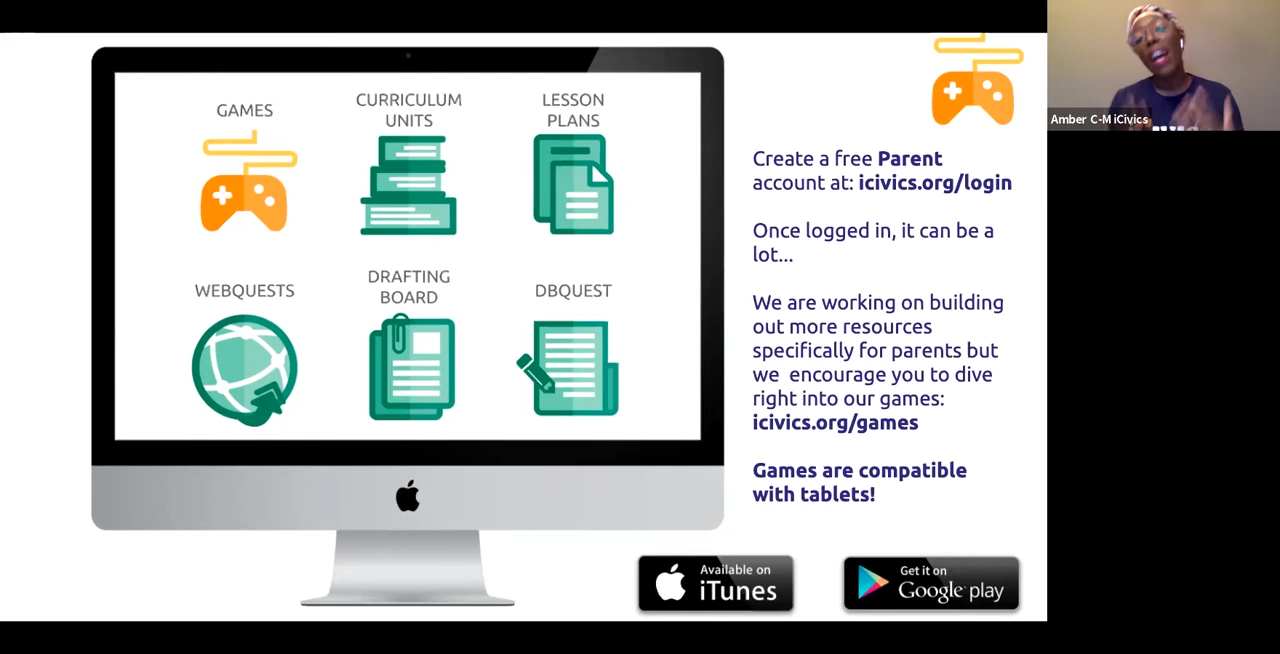 GAMES
CURRICULUM
UNITS
LESSON
PLANS
WEBQUESTS
DRAFTING
BOARD
DBQUEST
Create a free Parent
account at: icivics.org/login
Once logged in, it can be a
lot...
We are working on building
out more resources
specifically for parents but
we encourage you to dive
right into our games:
icivics.org/games
Games are compatible
with tablets!
Available on
iTunes
Get it on
Google play
Amber C-M iCivics